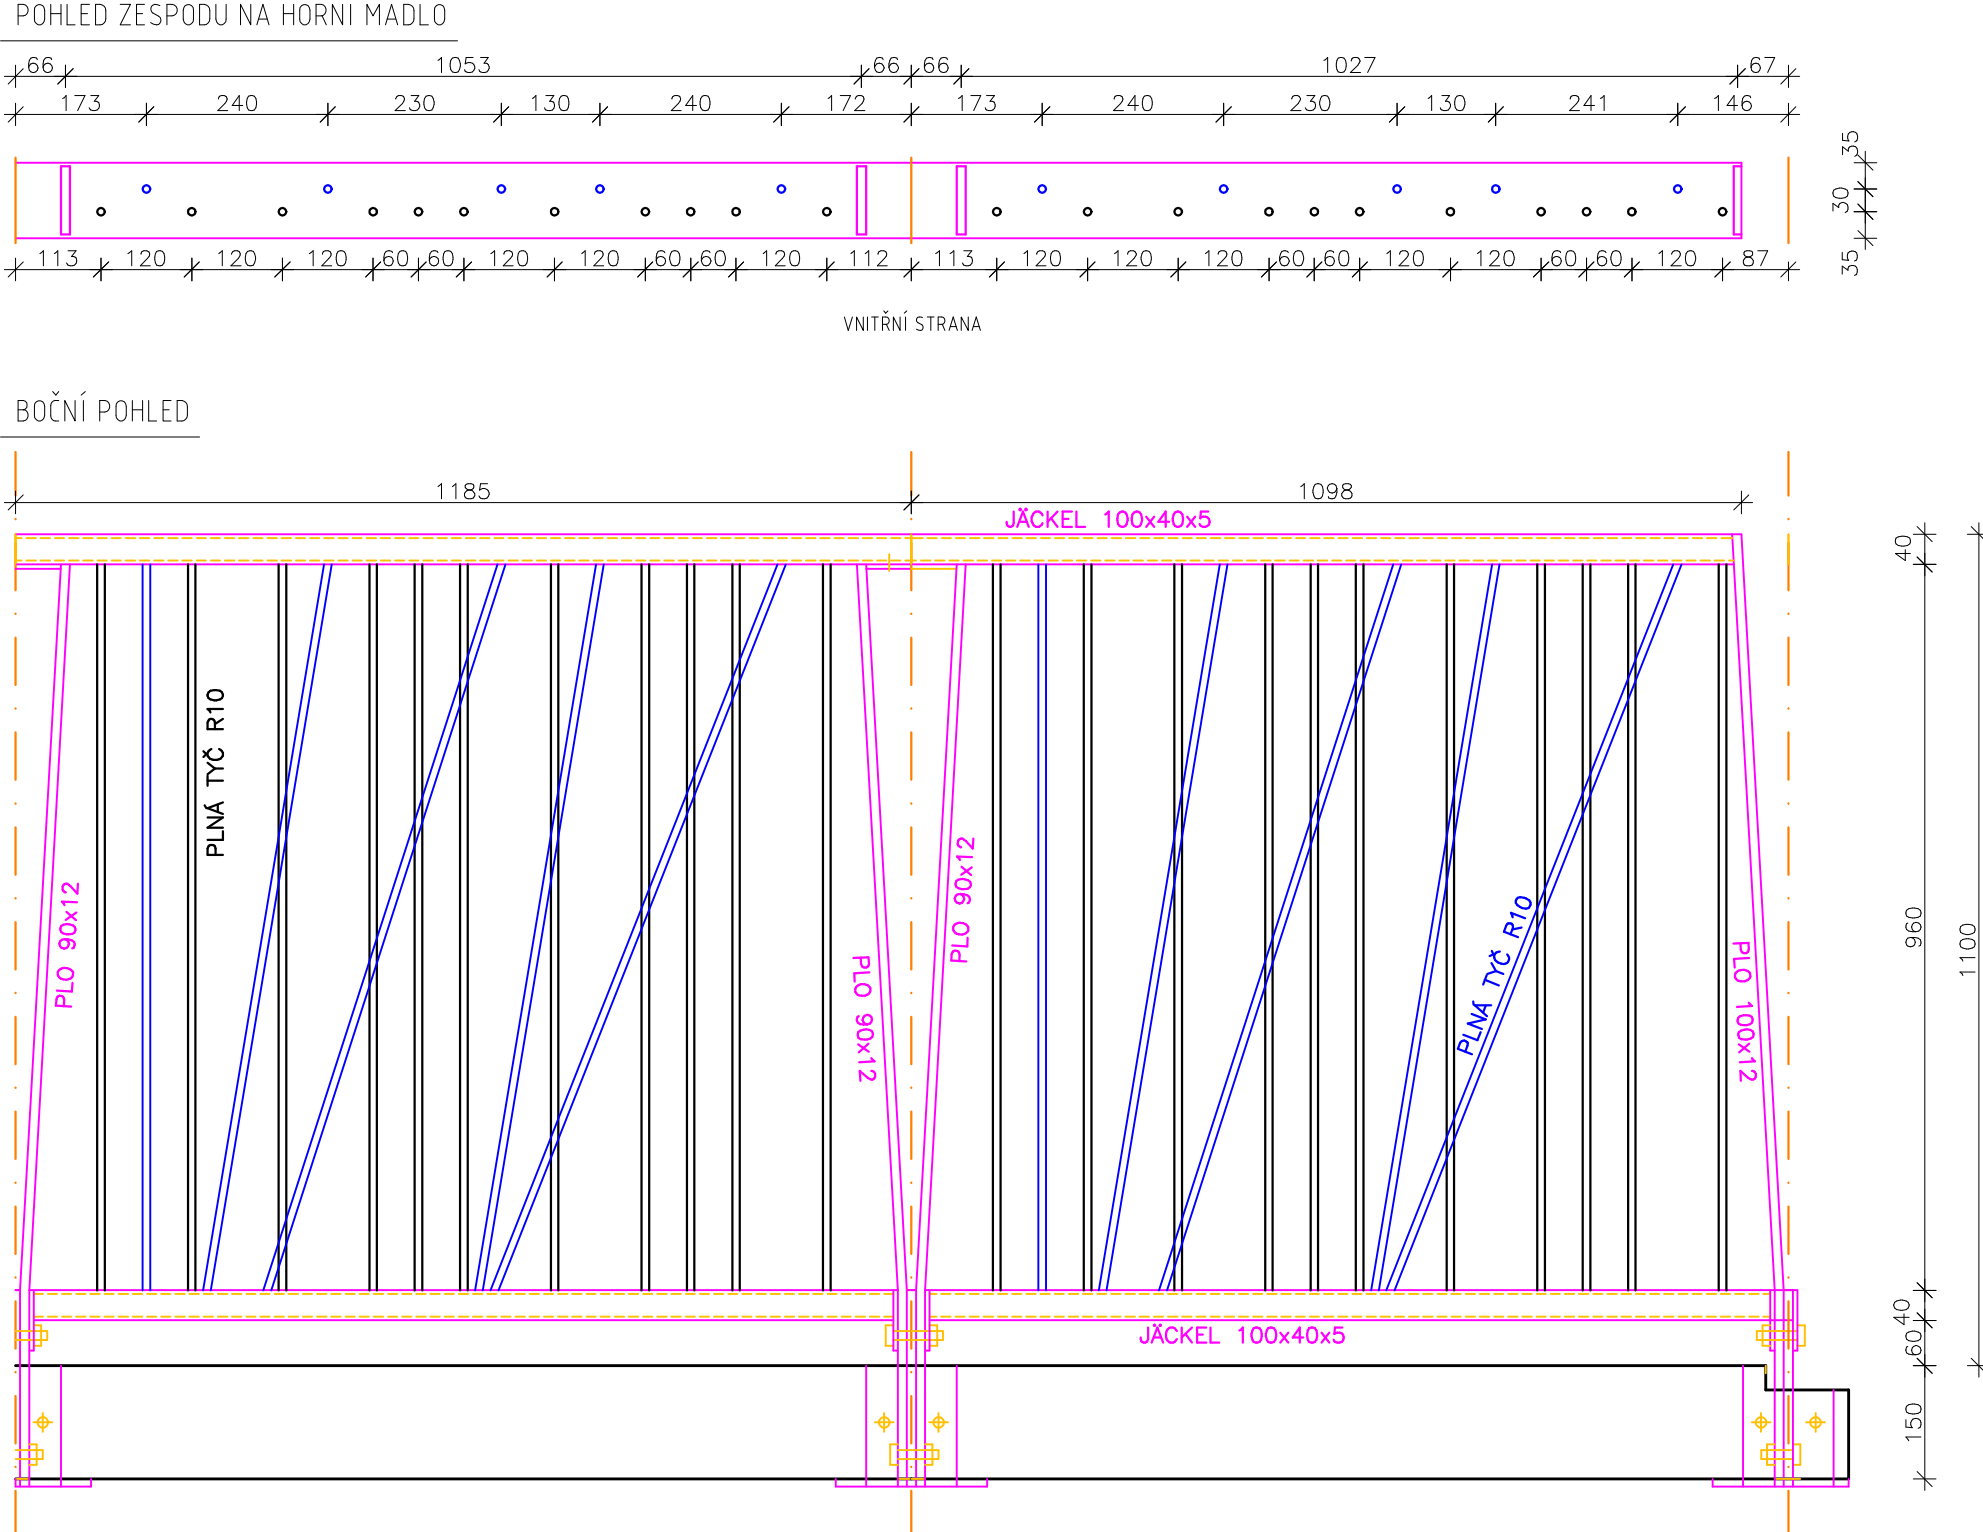 POHLED ZESPODU NA HORNI MADLO
66 1053 66 66 1027 67
173 240 230 130 240 172 173 240 230 130 241 146
35
30
35
113 120 120 120 60 60 120 120 60 60 120 112 113 120 120 120 60 60 120 120 60 60 120 87
VNITŘNÍ STRANA
BOČNÍ POHLED
1185 1098
JÄCKEL 100x40x5
40
PLNÁ TYČ R10
PLO 90x12
PLO 90x12
PLO 90x12
PLNÁ TYČ R10
PLO 100x12
960
1100
JÄCKEL 100x40x5
40
60
150